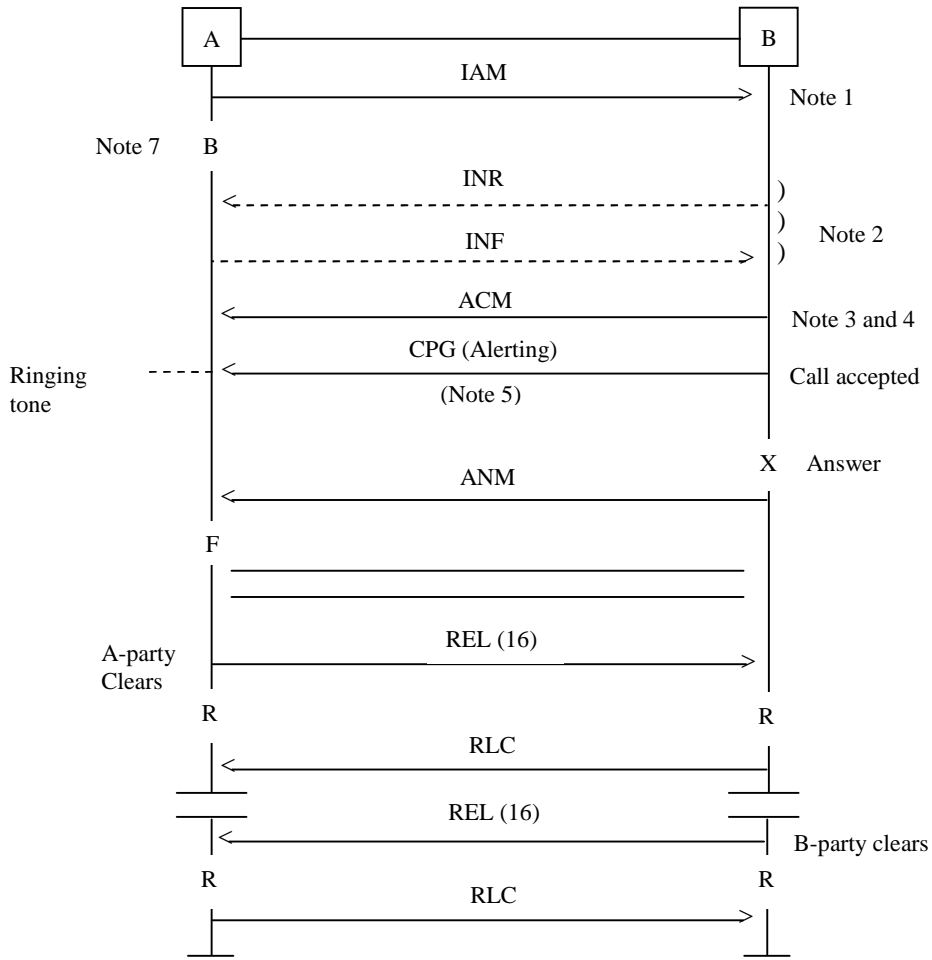 A
B
IAM
Note 1
Note 7
B
INR
)
)
Note 2
INF
)
ACM
Note 3 and 4
CPG (Alerting)
Ringing
tone
Call accepted
(Note 5)
X
Answer
ANM
F
REL (16)
A-party
Clears
R
R
RLC
REL (16)
B-party clears
R
R
RLC